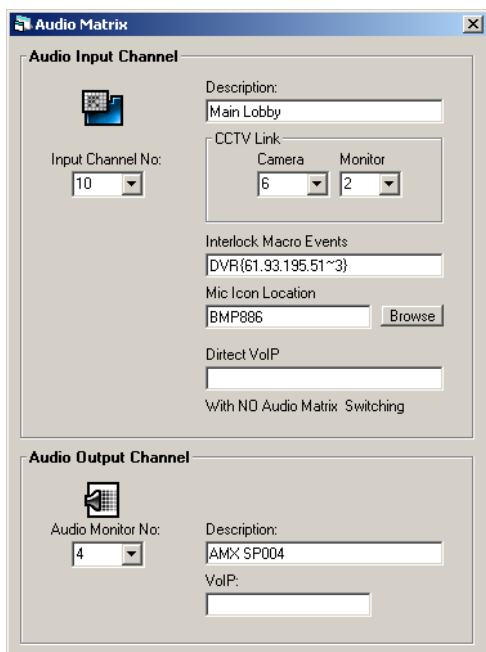 Audio Matrix
Audio Input Channel
Description:
Main Lobby
CCTV Link
Input Channel No:
Camera Monitor
10
6 2
Interlock Macro Events
DVR{61.93.195.51~3}
Mic Icon Location
BMP886 Browse
Dirtect VoIP
With NO Audio Matrix Switching
Audio Output Channel
Audio Monitor No: Description:
4 AMX SP004
VoIP: